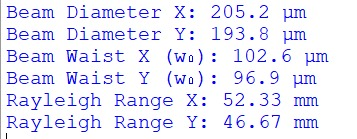 Beam Diameter X: 205.2 μm
Beam Diameter Y: 193.8 μm
Beam Waist X (w₀): 102.6 μm
Beam Waist Y (w₀): 96.9 μm
Rayleigh Range X: 52.33 mm
Rayleigh Range Y: 46.67 mm